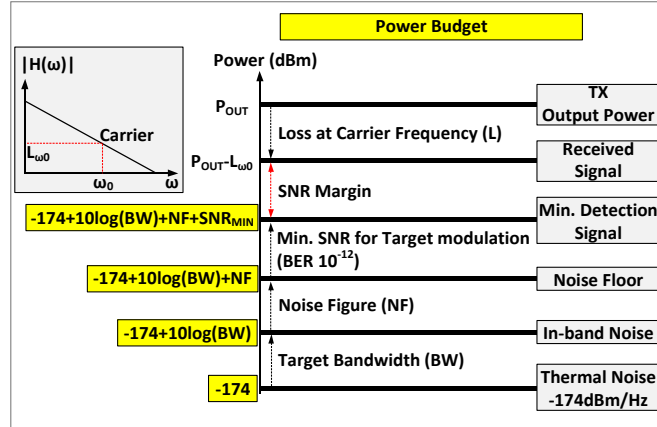 Power Budget
|H(ω)|
Carrier
Lω0
ω0
ω
Power (dBm)
POUT
TX
Output Power
Loss at Carrier Frequency (L)
POUT-Lω0
Received
Signal
SNR Margin
-174+10log(BW)+NF+SNRMIN
Min. Detection
Signal
Min. SNR for Target modulation
(BER 10-12)
-174+10log(BW)+NF
Noise Floor
Noise Figure (NF)
-174+10log(BW)
In-band Noise
Target Bandwidth (BW)
-174
Thermal Noise
-174dBm/Hz